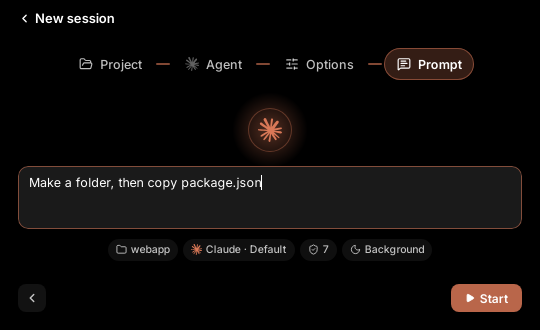 New session
Project Agent Options Prompt
Make a folder, then copy package.json
webapp Claude · Default 7 Background
Start